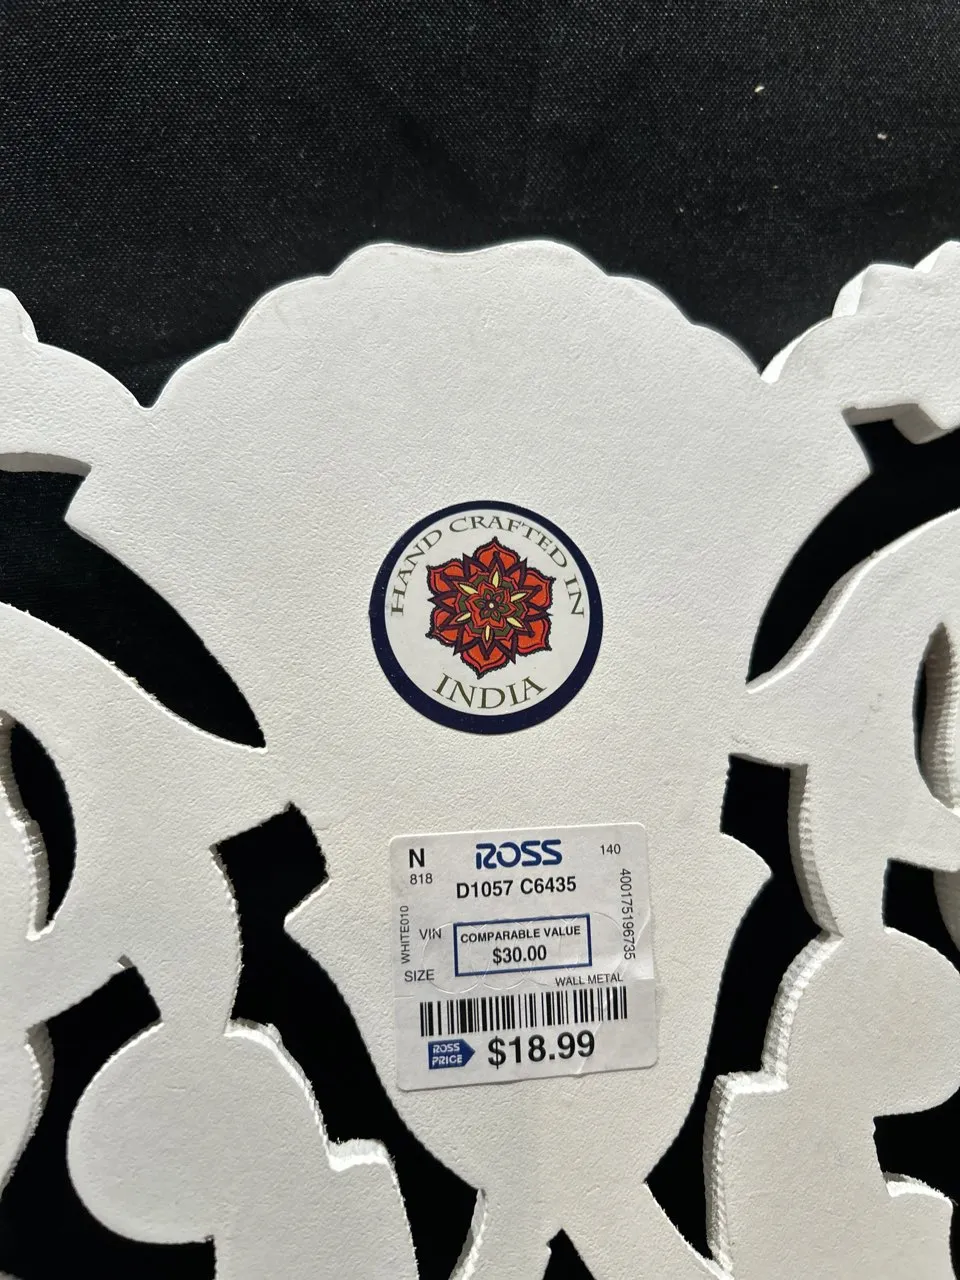 HAND CRAFTED IN
INDIA
N
ROSS
140
818
D1057 C6435
400175196735
WHITE010
VIN
COMPARABLE VALUE
$30.00
SIZE
WALL METAL
ROSS
PRICE
$18.99